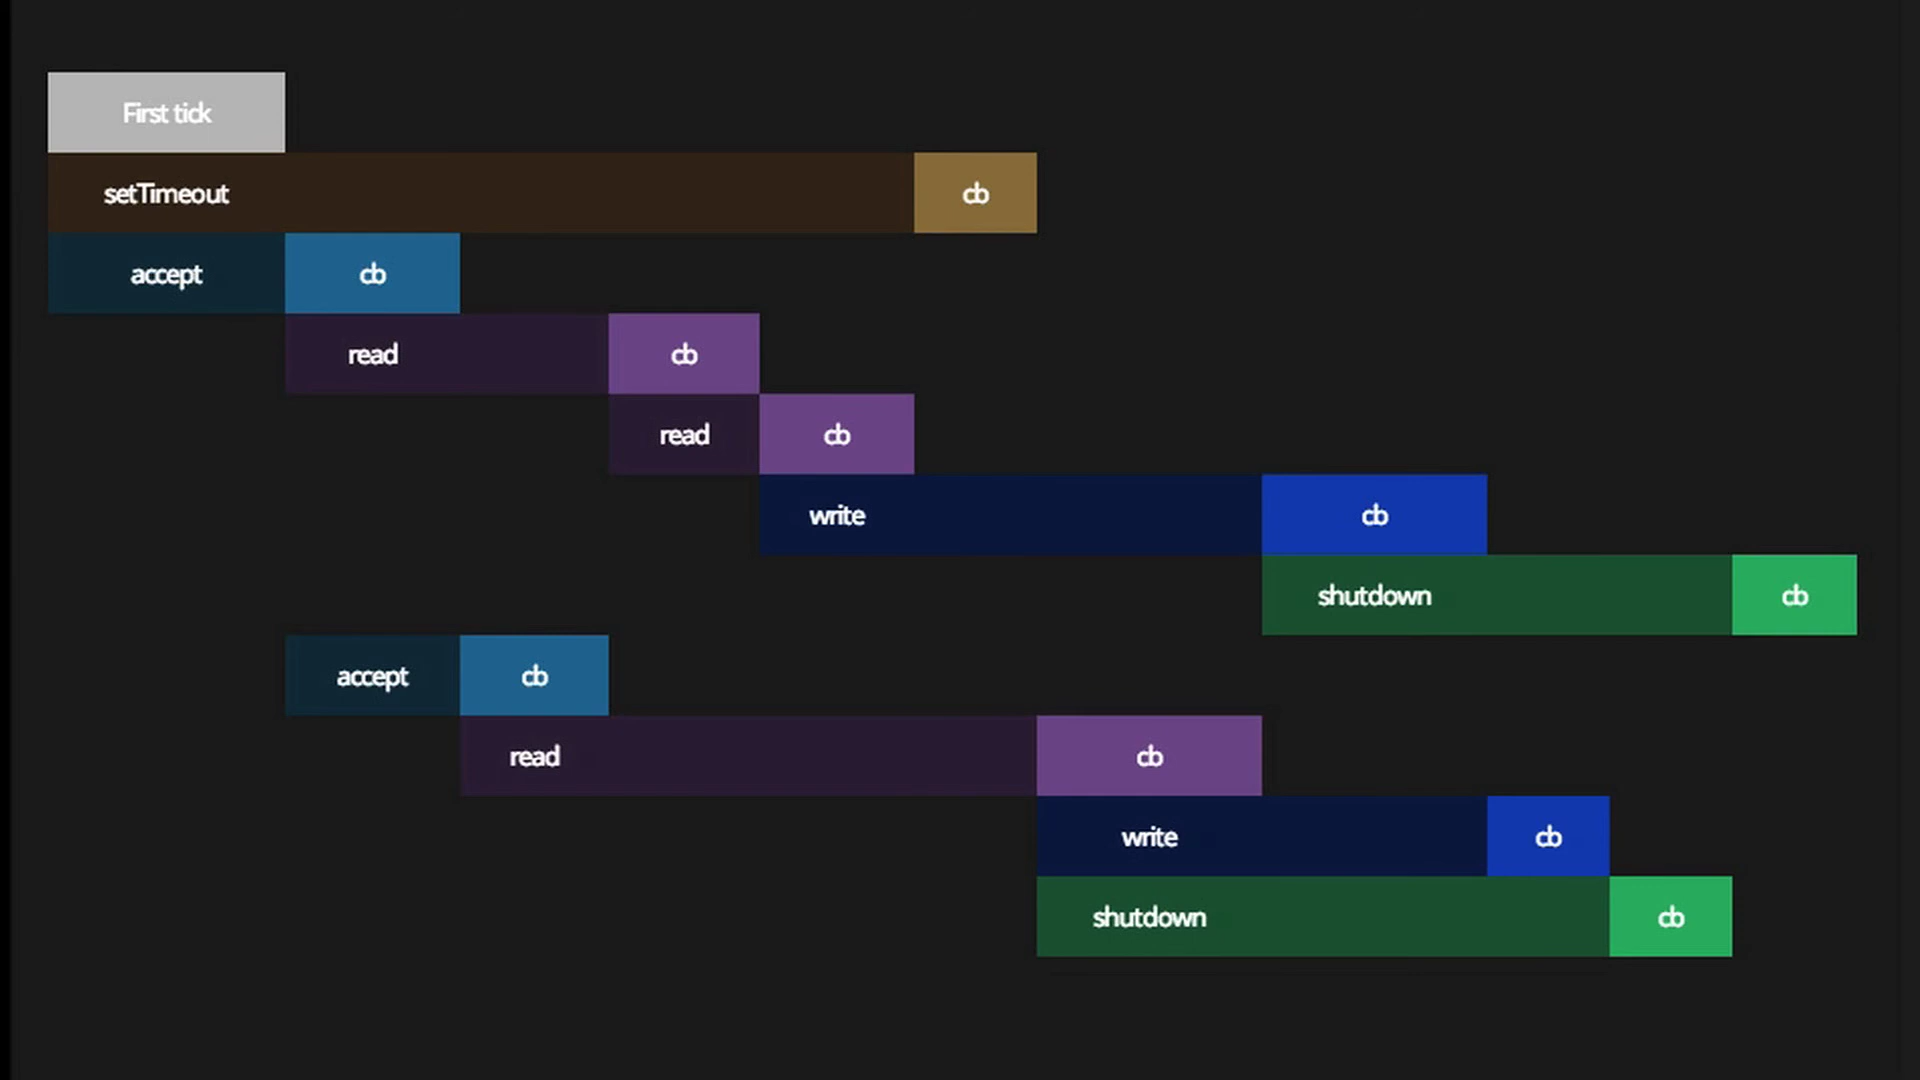 First tick
setTimeout cb
accept cb
read cb
read cb
write cb
shutdown cb
accept cb
read cb
write cb
shutdown cb